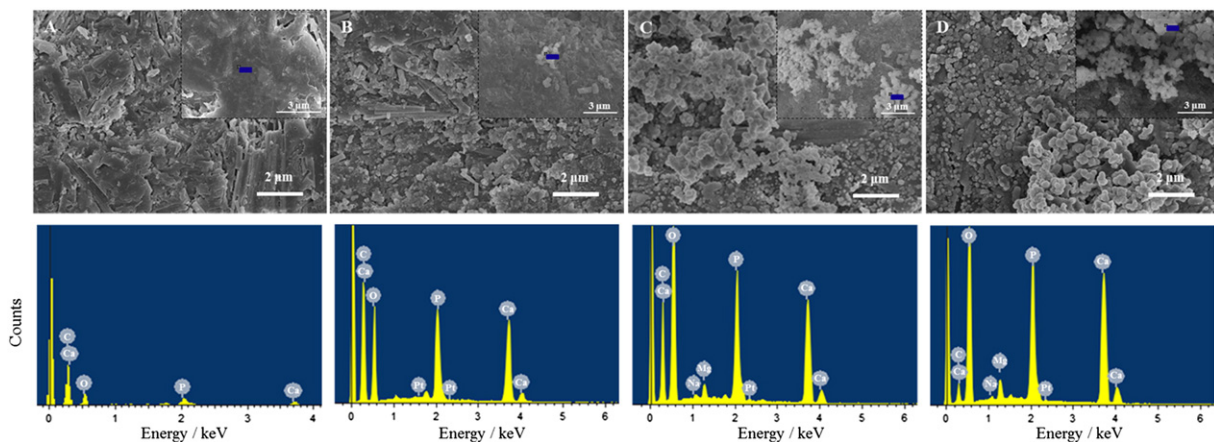 A
3 µm
2 µm
B
3 µm
2 µm
C
3 µm
2 µm
D
3 µm
2 µm
Counts
C
Ca
O
P
Ca
0 1 2 3 4
Energy / keV
C
Ca
O
Pt
P
Pt
Ca
Ca
0 1 2 3 4 5 6
Energy / keV
C
Ca
O
Na
Mg
P
Pt
Ca
Ca
0 1 2 3 4 5 6
Energy / keV
C
Ca
O
Na
Mg
P
Pt
Ca
Ca
0 1 2 3 4 5 6
Energy / keV